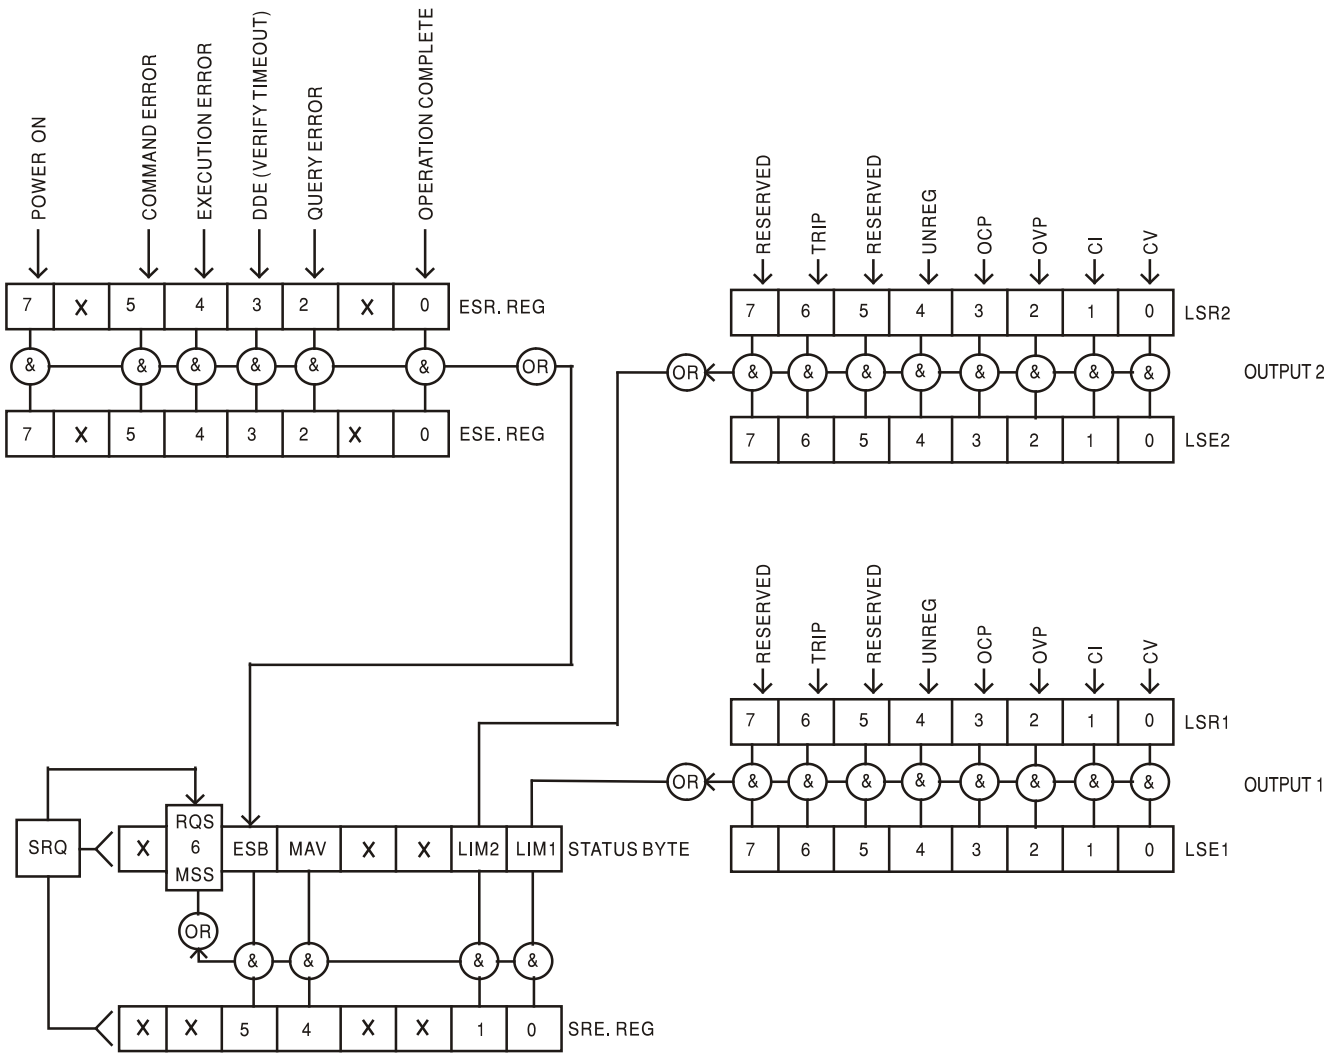 POWER ON
COMMAND ERROR
EXECUTION ERROR
DDE (VERIFY TIMEOUT)
QUERY ERROR
OPERATION COMPLETE
7 X 5 4 3 2 X 0 ESR. REG
& & & & & & OR
7 X 5 4 3 2 X 0 ESE. REG
RESERVED
TRIP
RESERVED
UNREG
OCP
OVP
CI
CV
7 6 5 4 3 2 1 0 LSR2
OR & & & & & & & & OUTPUT 2
7 6 5 4 3 2 1 0 LSE2
RESERVED
TRIP
RESERVED
UNREG
OCP
OVP
CI
CV
7 6 5 4 3 2 1 0 LSR1
OR & & & & & & & & OUTPUT 1
7 6 5 4 3 2 1 0 LSE1
SRQ
X
RQS
6
MSS
ESB MAV X X LIM2 LIM1 STATUS BYTE
OR
& & & &
X X 5 4 X X 1 0 SRE. REG